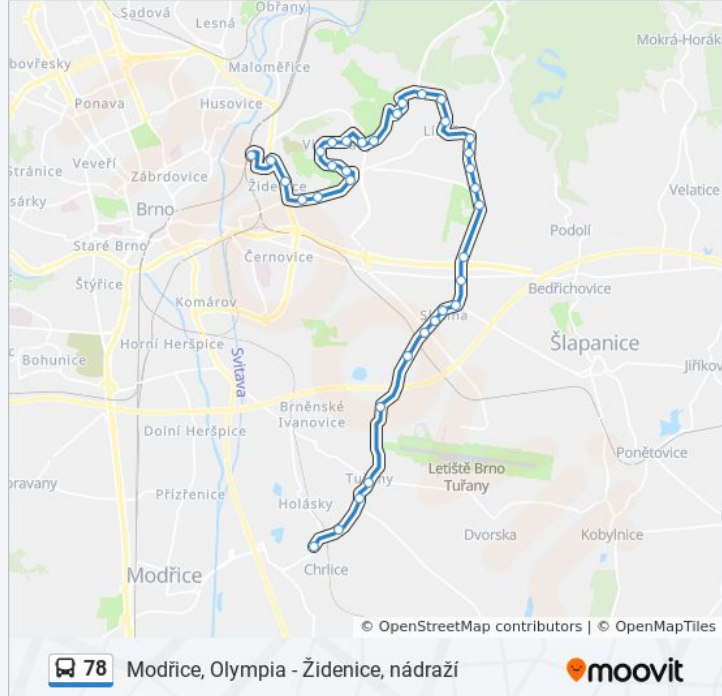 Sadová
Lesná
Obřany
Mokrá-Horák
bovřesky
Maloměřice
Ponava
Husovice
Stránice
Veveří
Zábrdovice
Židenice
Velatice
sárky
Brno
Podolí
Staré Brno
Černovice
Štýřice
Bedřichovice
Komárov
Šlapanice
Horní Heršpice
Bohunice
Svitava
Jiříkov
Brněnské
Ivanovice
Dolní Heršpice
Ponětovice
Letiště Brno
Tuřany
oravany
Přízřenice
Holásky
Dvorska
Kobylnice
Modřice
Chrlice
© OpenStreetMap contributors | © OpenMapTiles
78 Modřice, Olympia - Židenice, nádraží
moovit